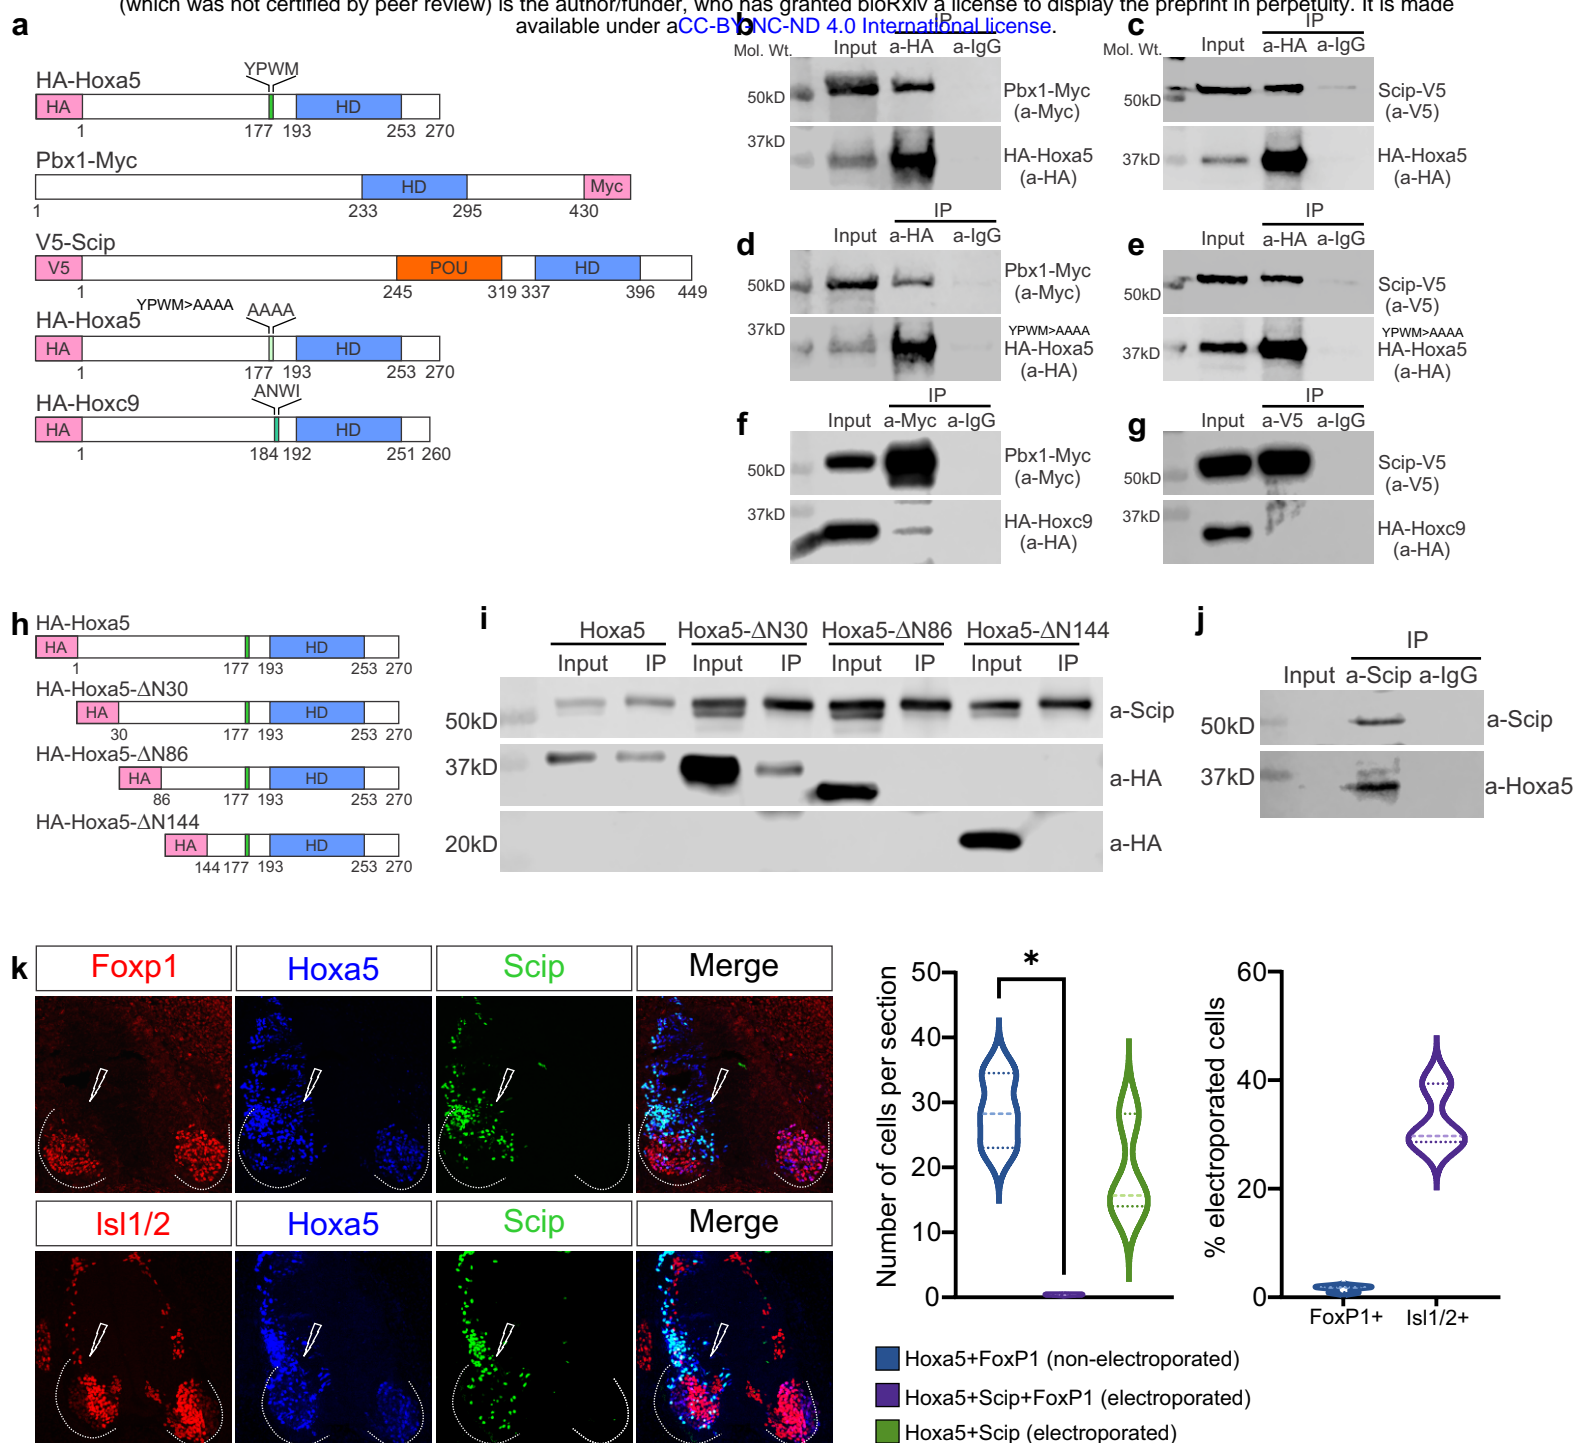 (which was not certified by peer review) is the author/funder, who has granted bioRxiv a license to display the preprint in perpetuity. It is made
available under aCC-BY-NC-ND 4.0 International license.
a
HA-Hoxa5
YPWM
HA
HD
1
177 193 253 270
Pbx1-Myc
HD
Myc
1
233
295
430
V5-Scip
V5
POU
HD
1
245
319 337
396
449
HA-Hoxa5 YPWM>AAAA
AAAA
HA
HD
1
177 193 253 270
HA-Hoxc9
ANWI
HA
HD
1
184 192 251 260
b
IP
Mol. Wt.
Input a-HA a-IgG
50kD
Pbx1-Myc
(a-Myc)
37kD
HA-Hoxa5
(a-HA)
c
IP
Mol. Wt.
Input a-HA a-IgG
50kD
Scip-V5
(a-V5)
37kD
HA-Hoxa5
(a-HA)
d
IP
Input a-HA a-IgG
50kD
Pbx1-Myc
(a-Myc)
37kD
YPWM>AAAA
HA-Hoxa5
(a-HA)
e
IP
Input a-HA a-IgG
50kD
Scip-V5
(a-V5)
37kD
YPWM>AAAA
HA-Hoxa5
(a-HA)
f
IP
Input a-Myc a-IgG
50kD
Pbx1-Myc
(a-Myc)
37kD
HA-Hoxc9
(a-HA)
g
IP
Input a-V5 a-IgG
50kD
Scip-V5
(a-V5)
37kD
HA-Hoxc9
(a-HA)
h
HA-Hoxa5
HA
HD
1
177 193 253 270
HA-Hoxa5-ΔN30
HA
HD
30
177 193 253 270
HA-Hoxa5-ΔN86
HA
HD
86
177 193 253 270
HA-Hoxa5-ΔN144
HA
HD
144 177 193 253 270
i
Hoxa5 Hoxa5-ΔN30 Hoxa5-ΔN86 Hoxa5-ΔN144
Input IP Input IP Input IP Input IP
50kD
a-Scip
37kD
a-HA
20kD
a-HA
j
IP
Input a-Scip a-IgG
50kD
a-Scip
37kD
a-Hoxa5
k
Foxp1 Hoxa5 Scip Merge
Isl1/2 Hoxa5 Scip Merge
Number of cells per section
50
40
30
20
10
0
*
% electroporated cells
60
40
20
0
FoxP1+ Isl1/2+
Hoxa5+FoxP1 (non-electroporated)
Hoxa5+Scip+FoxP1 (electroporated)
Hoxa5+Scip (electroporated)